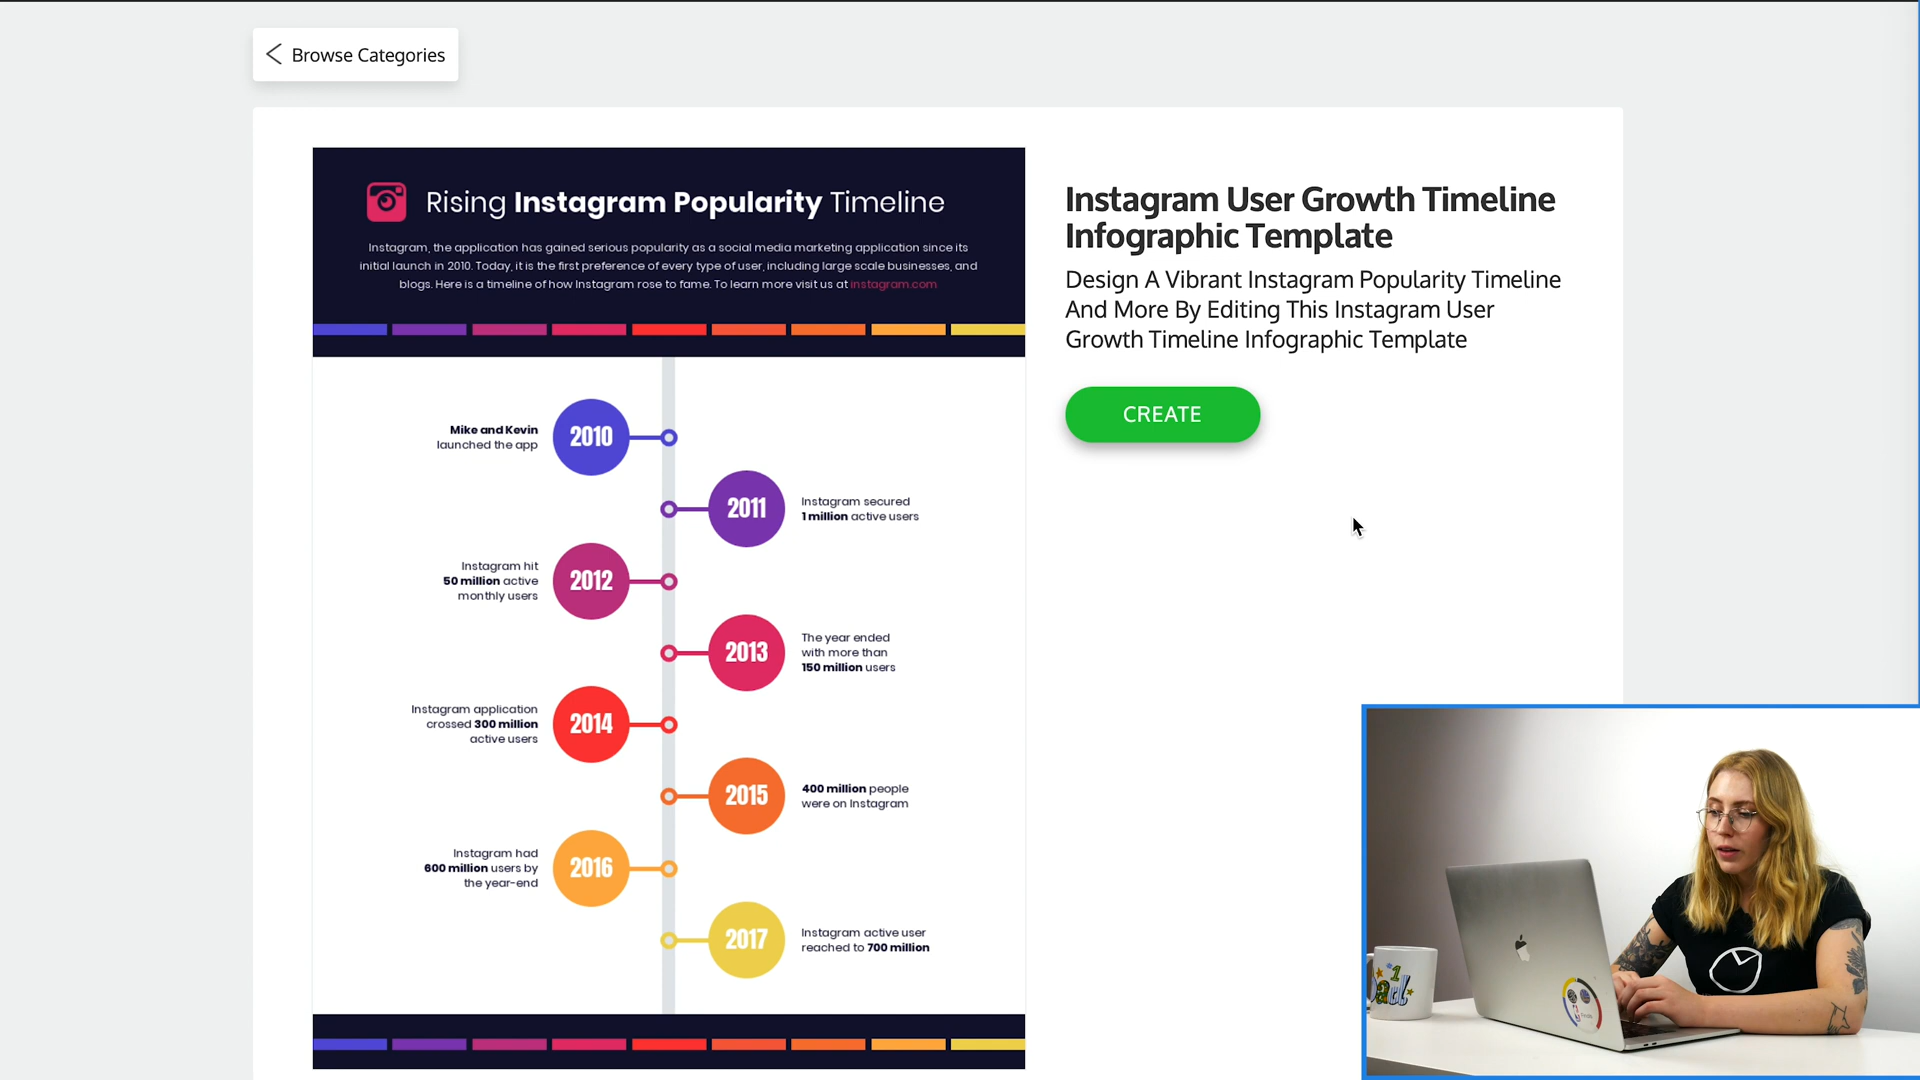 Browse Categories
Rising Instagram Popularity Timeline
Instagram, the application has gained serious popularity as a social media marketing application since its
initial launch in 2010. Today, it is the first preference of every type of user, including large scale businesses, and
blogs. Here is a timeline of how Instagram rose to fame. To learn more visit us at instagram.com
Mike and Kevin
launched the app
2010
2011
Instagram secured
1 million active users
Instagram hit
50 million active
monthly users
2012
2013
The year ended
with more than
150 million users
Instagram application
crossed 300 million
active users
2014
2015
400 million people
were on Instagram
Instagram had
600 million users by
the year-end
2016
2017
Instagram active user
reached to 700 million
Instagram User Growth Timeline
Infographic Template
Design A Vibrant Instagram Popularity Timeline
And More By Editing This Instagram User
Growth Timeline Infographic Template
CREATE
#1
Dad